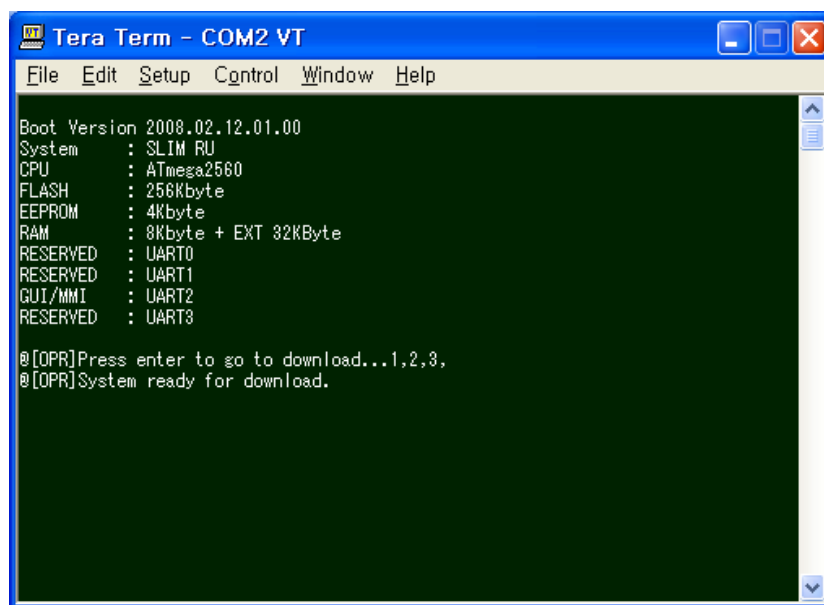 Tera Term - COM2 VT
File Edit Setup Control Window Help
Boot Version 2008.02.12.01.00
System : SLIM RU
CPU : ATmega2560
FLASH : 256Kbyte
EEPROM : 4Kbyte
RAM : 8Kbyte + EXT 32KByte
RESERVED : UART0
RESERVED : UART1
GUI/MMI : UART2
RESERVED : UART3
@[OPR]Press enter to go to download...1,2,3,
@[OPR]System ready for download.